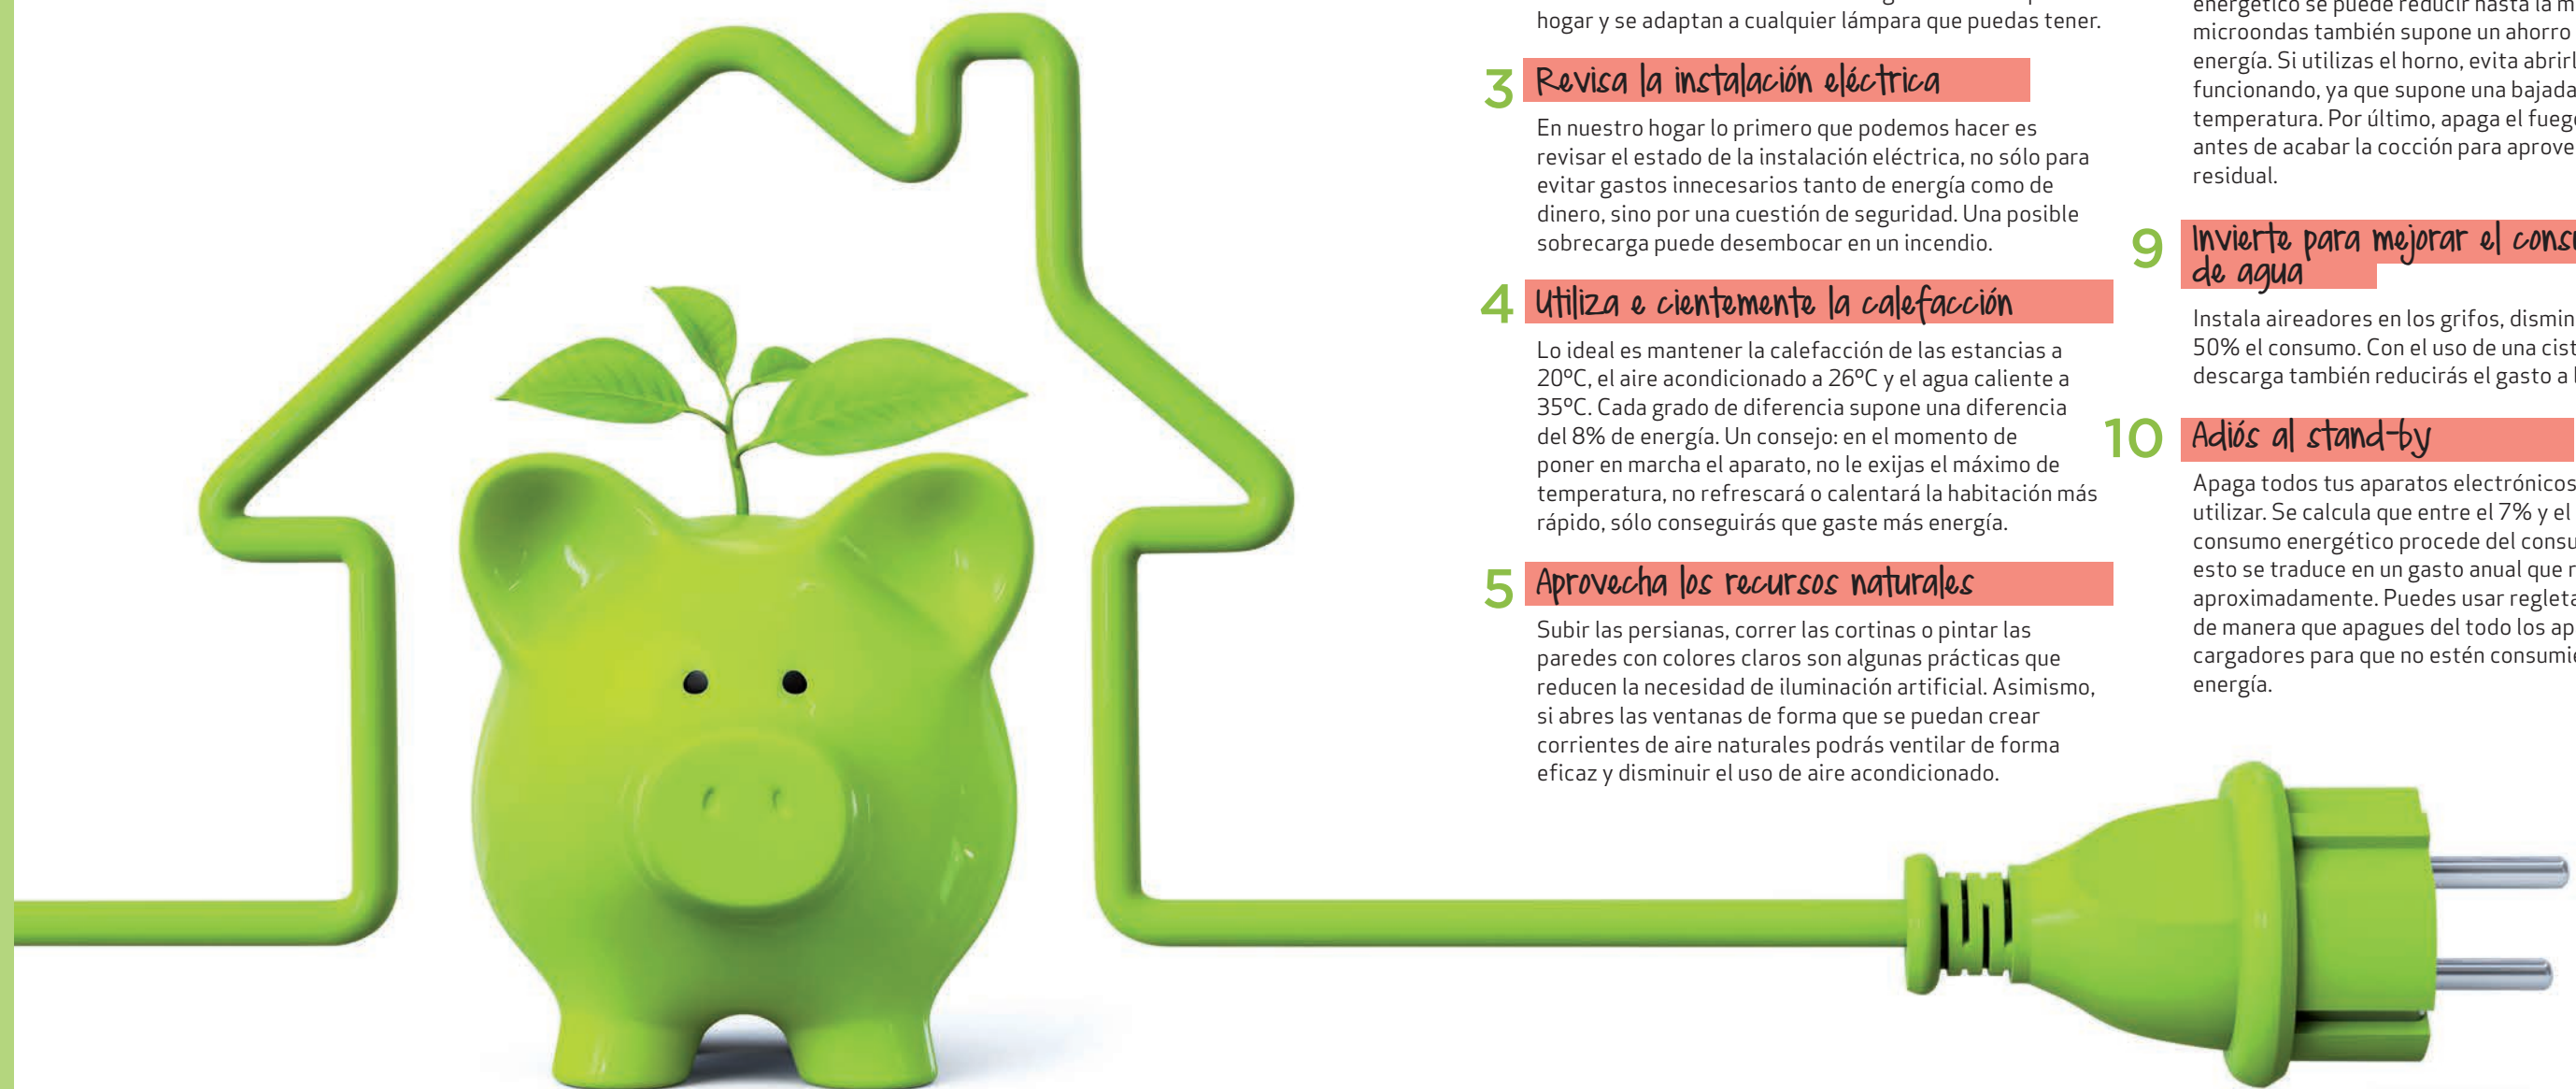 hogar y se adaptan a cualquier lámpara que puedas tener.
3 Revisa la instalación eléctrica
En nuestro hogar lo primero que podemos hacer es
revisar el estado de la instalación eléctrica, no sólo para
evitar gastos innecesarios tanto de energía como de
dinero, sino por una cuestión de seguridad. Una posible
sobrecarga puede desembocar en un incendio.
4 Utiliza e cientemente la calefacción
Lo ideal es mantener la calefacción de las estancias a
20ºC, el aire acondicionado a 26ºC y el agua caliente a
35ºC. Cada grado de diferencia supone una diferencia
del 8% de energía. Un consejo: en el momento de
poner en marcha el aparato, no le exijas el máximo de
temperatura, no refrescará o calentará la habitación más
rápido, sólo conseguirás que gaste más energía.
5 Aprovecha los recursos naturales
Subir las persianas, correr las cortinas o pintar las
paredes con colores claros son algunas prácticas que
reducen la necesidad de iluminación artificial. Asimismo,
si abres las ventanas de forma que se puedan crear
corrientes de aire naturales podrás ventilar de forma
eficaz y disminuir el uso de aire acondicionado.
energético se puede reducir hasta la
microondas también supone un ahorro
energía. Si utilizas el horno, evita
funcionando, ya que supone una bajada
temperatura. Por último, apaga el
antes de acabar la cocción para
residual.
9 Invierte para mejorar el
de agua
Instala aireadores en los grifos,
50% el consumo. Con el uso de una
descarga también reducirás el gasto a
10 Adiós al stand-by
Apaga todos tus aparatos electrónicos
utilizar. Se calcula que entre el 7% y el
consumo energético procede del
esto se traduce en un gasto anual que
aproximadamente. Puedes usar
de manera que apagues del todo los
cargadores para que no estén
energía.